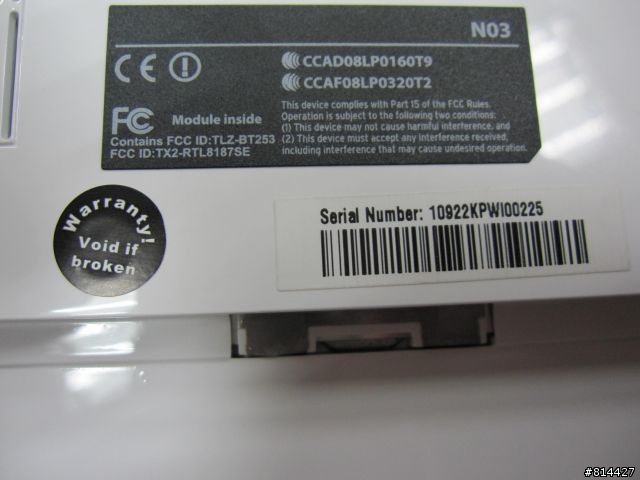 N03
CCAD08LP0160T9
CCAF08LP0320T2
CE
FC Module inside
Contains FCC ID:TLZ-BT253
FCC ID:TX2-RTL8187SE
This device complies with Part 15 of the FCC Rules.
Operation is subject to the following two conditions:
(1) This device may not cause harmful interference, and
(2) This device must accept any interference received,
including interference that may cause undesired operation.
Warranty!
Void if
broken
Serial Number: 10922KPWI00225
#814427